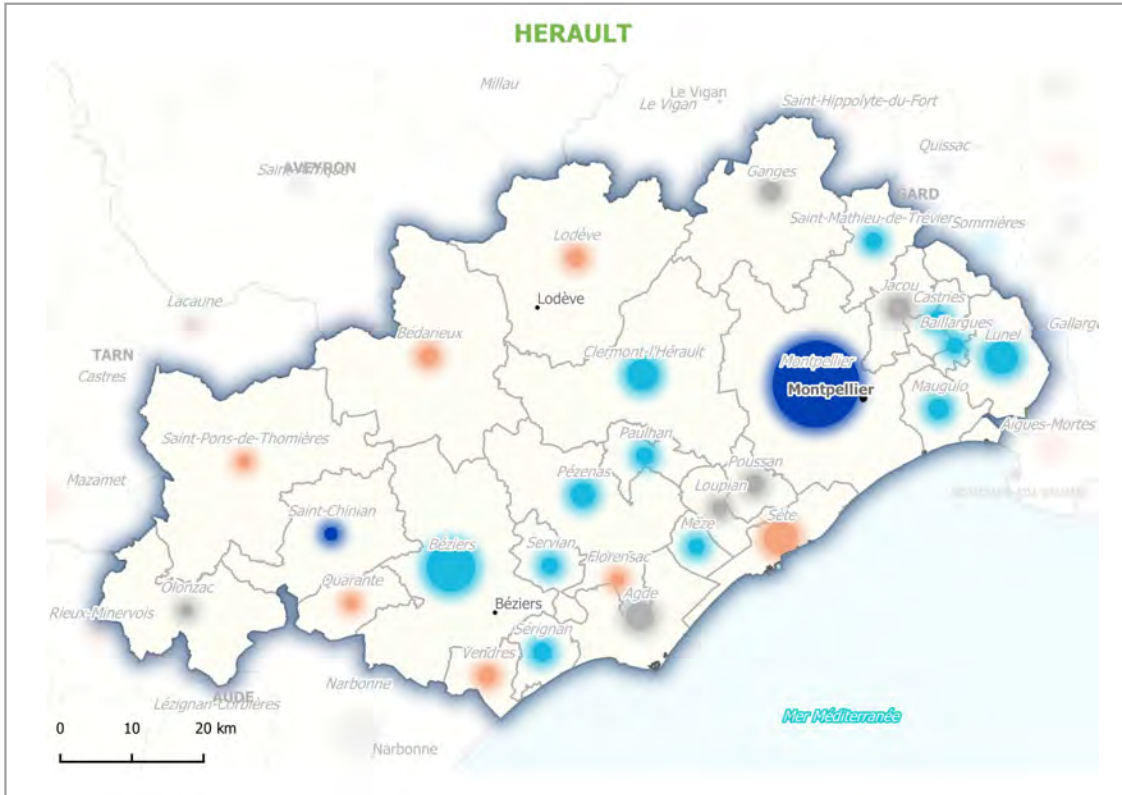 HERAULT
Millau
Le Vigan
Le Vigan
Saint-Hippolyte-du-Fort
Quissac
AVEYRON
Ganges
GARD
Saint-Mathieu-de-Tréviers
Sommières
Lodève
Lacaune
Lodève
Jacou
Castries
Bédarieux
Baillargues
Gallargu
Lunel
TARN
Castres
Clermont-l'Hérault
Montpellier
Montpellier
Mauguio
Aigues-Mortes
Saint-Pons-de-Thomières
Paulhan
Poussan
Mazamet
Pézenas
Loupian
Saint-Chinian
Sète
Mèze
Béziers
Servian
Florensac
Quarante
Agde
Olonzac
Rieux-Minervois
Béziers
Sérignan
Vendres
Narbonne
AUDE
Lézignan-Corbières
Mer Méditerranée
0 10 20 km
Narbonne